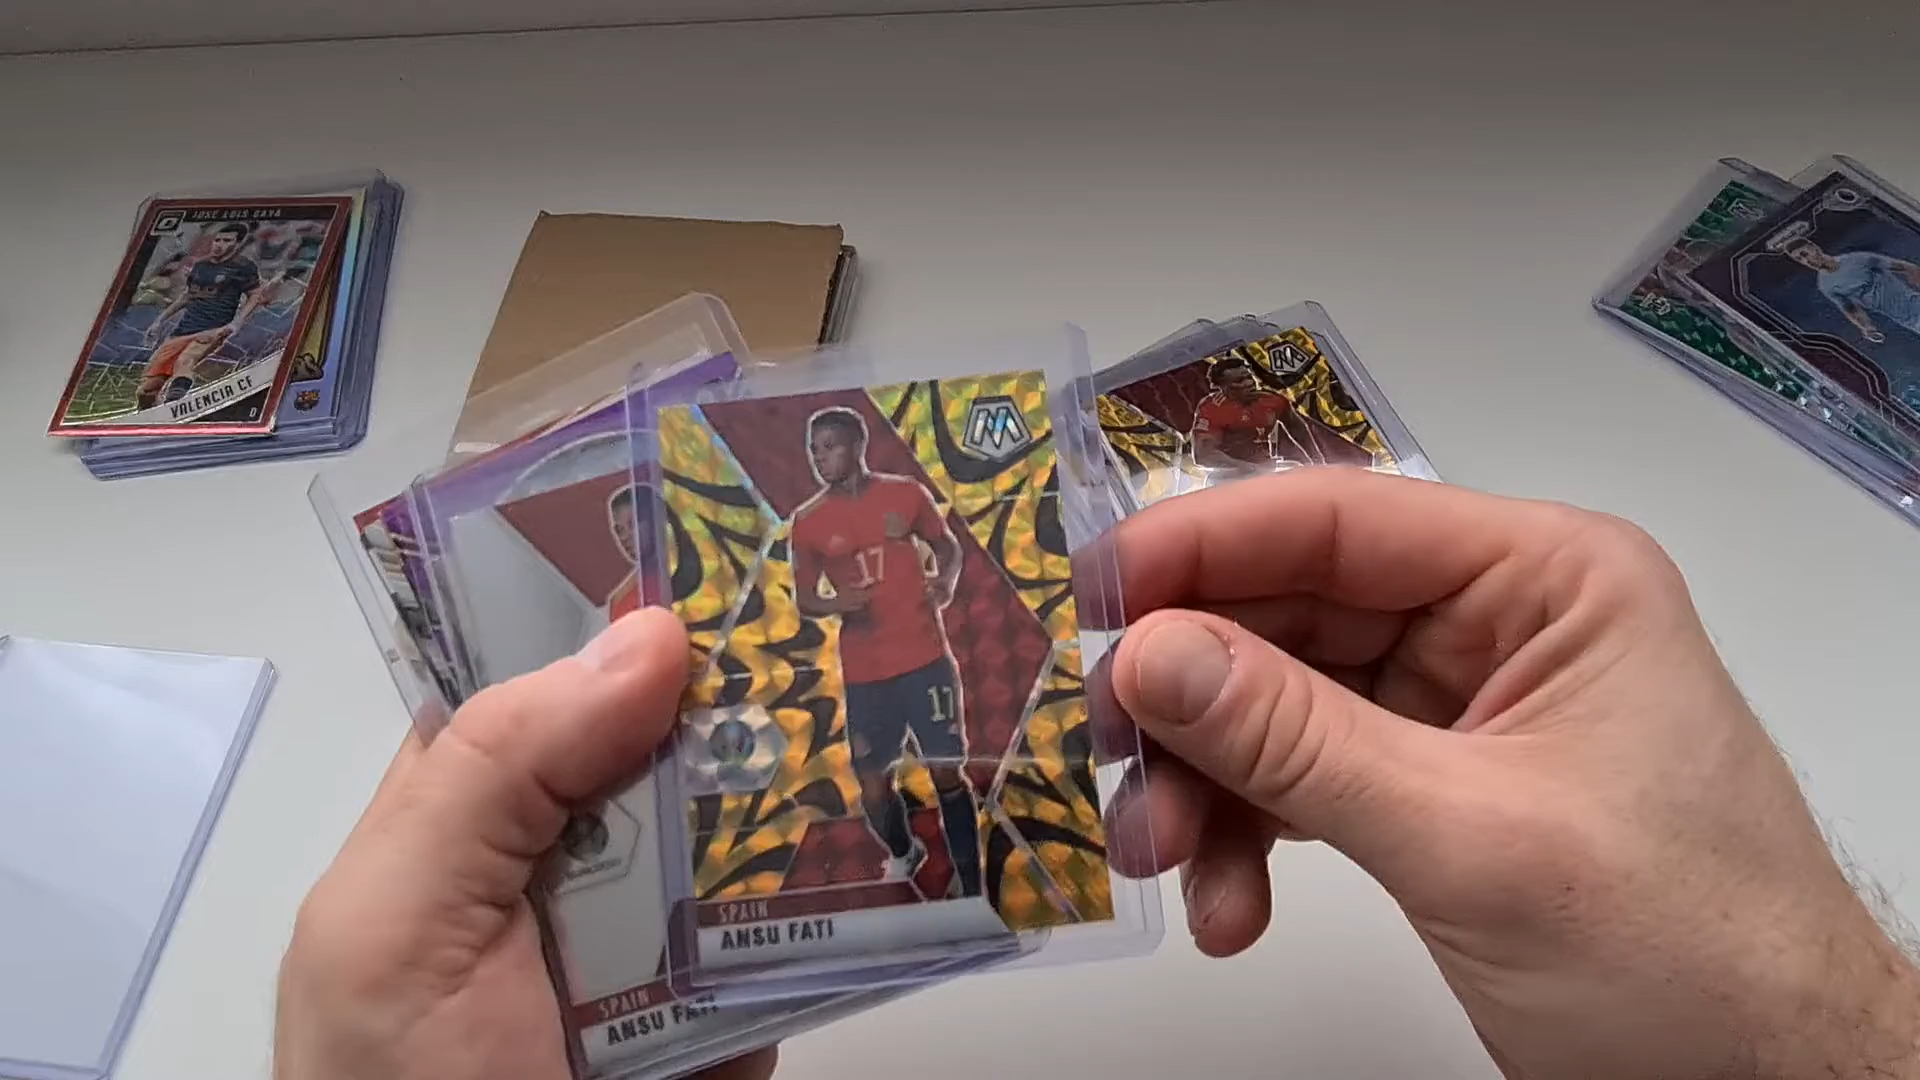 JOSE LUIS GAYA
VALENCIA CF
D
17
17
SPAIN
ANSU FATI
SPAIN
ANSU FATI